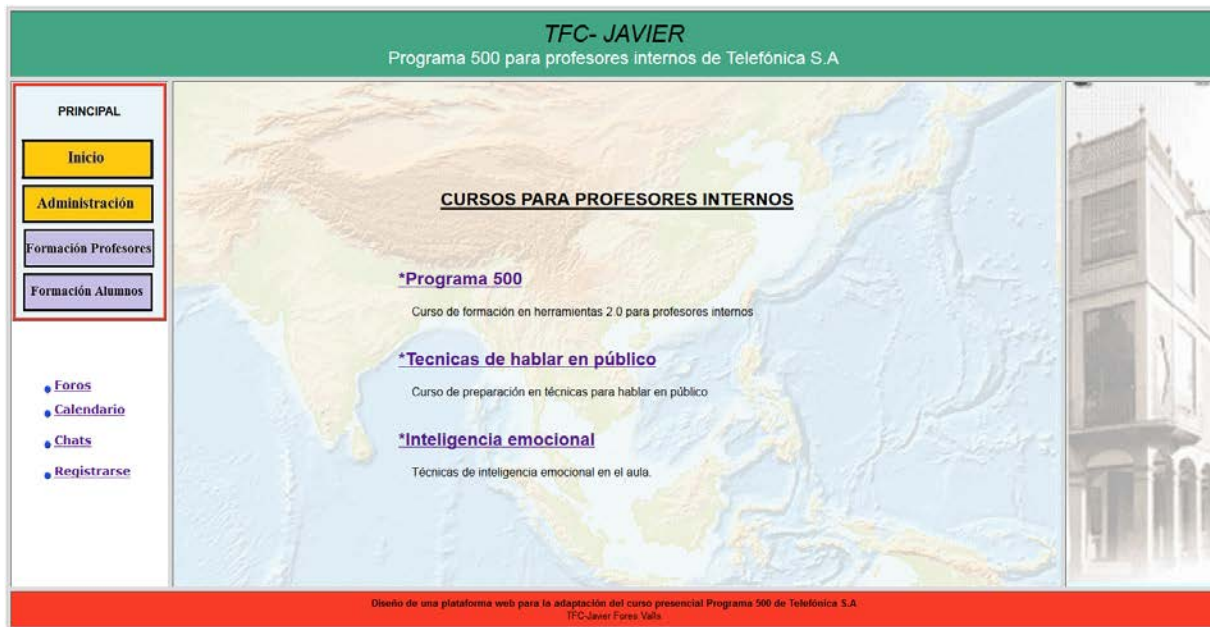 TFC- JAVIER
Programa 500 para profesores internos de Telefónica S.A
PRINCIPAL
Inicio
Administración
Formación Profesores
Formación Alumnos
Foros
Calendario
Chats
Registrarse
CURSOS PARA PROFESORES INTERNOS
*Programa 500
Curso de formación en herramientas 2.0 para profesores internos
*Tecnicas de hablar en público
Curso de preparación en técnicas para hablar en público
*Inteligencia emocional
Técnicas de inteligencia emocional en el aula.
Diseño de una plataforma web para la adaptación del curso presencial Programa 500 de Telefónica S.A
TFC-Javier Fores Valls